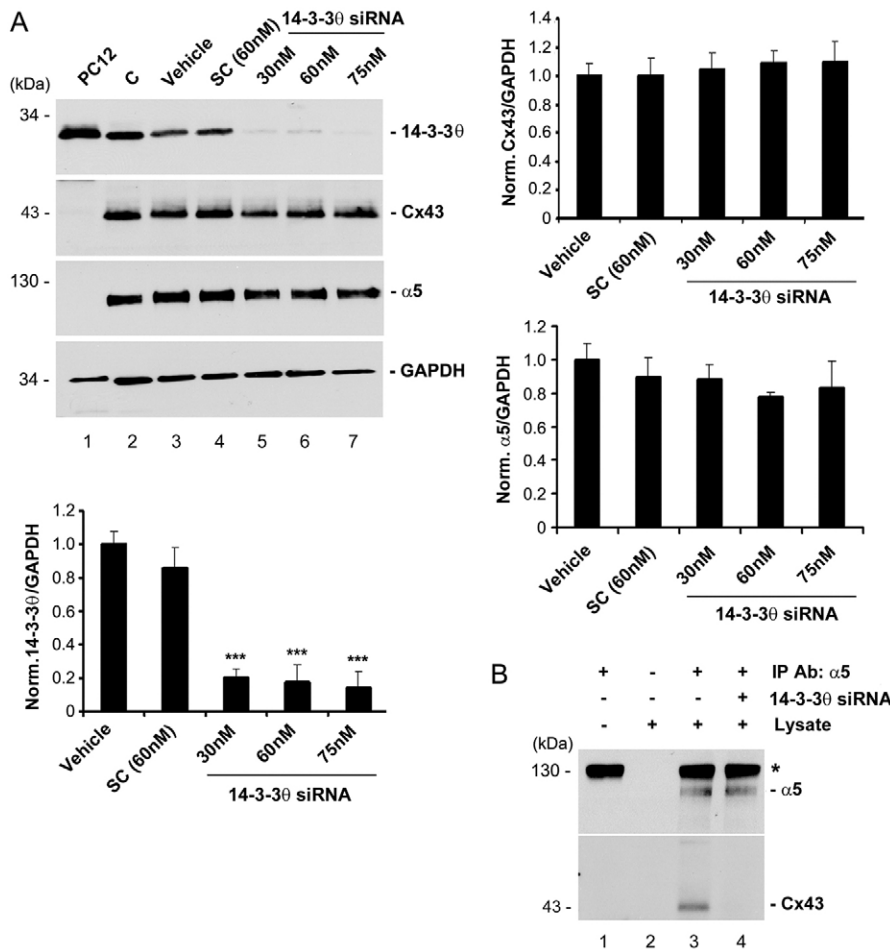 A
14-3-3θ siRNA
PC12
C
Vehicle
SC (60nM)
30nM
60nM
75nM
(kDa)
34 -
- 14-3-3θ
43 -
- Cx43
130 -
- α5
34 -
- GAPDH
1 2 3 4 5 6 7
Norm.14-3-3θ/GAPDH
1.2
1.0
0.8
0.6
0.4
0.2
0
*** *** ***
Vehicle
SC (60nM)
30nM
60nM
75nM
14-3-3θ siRNA
Norm. Cx43/GAPDH
1.4
1.2
1.0
0.8
0.6
0.4
0.2
0
Vehicle
SC (60nM)
30nM
60nM
75nM
14-3-3θ siRNA
Norm. α5/GAPDH
1.2
1.0
0.8
0.6
0.4
0.2
0
Vehicle
SC (60nM)
30nM
60nM
75nM
14-3-3θ siRNA
B
+ - + + IP Ab: α5
- - - + 14-3-3θ siRNA
- + + + Lysate
(kDa)
130 -
*
- α5
43 -
- Cx43
1 2 3 4